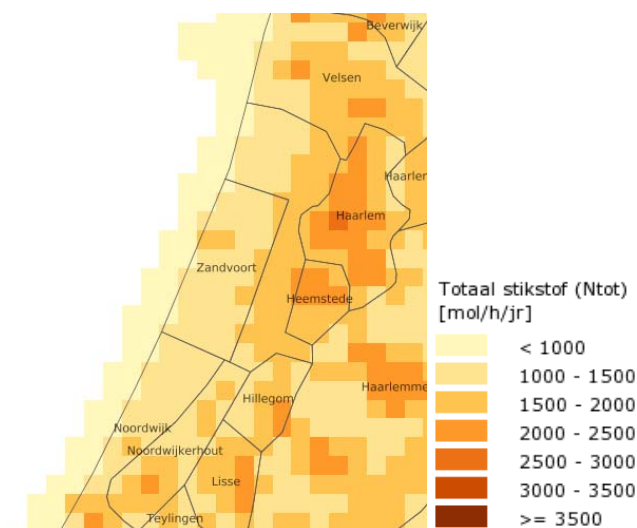 Beverwijk
Velsen
Haarler
Haarlem
Zandvoort
Heemstede
Haarlemme
Hillegom
Noordwijk
Noordwijkerhout
Lisse
Teylingen
Totaal stikstof (Ntot)
[mol/h/jr]
< 1000
1000 - 1500
1500 - 2000
2000 - 2500
2500 - 3000
3000 - 3500
>= 3500